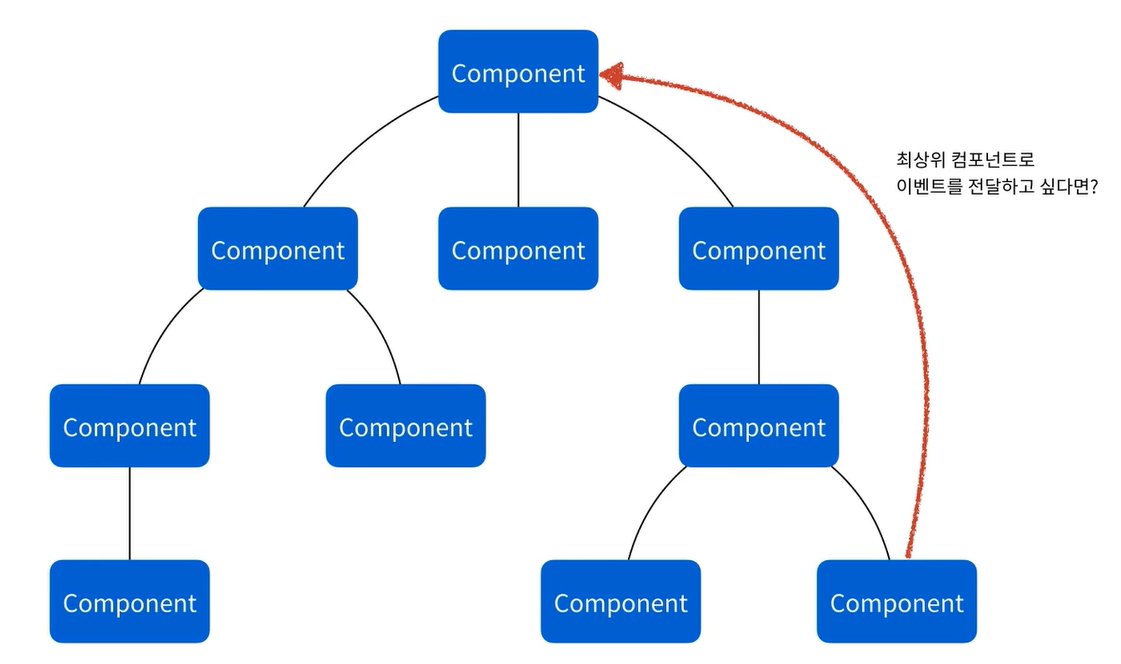 Component
최상위 컴포넌트로
이벤트를 전달하고 싶다면?
Component
Component
Component
Component
Component
Component
Component
Component
Component